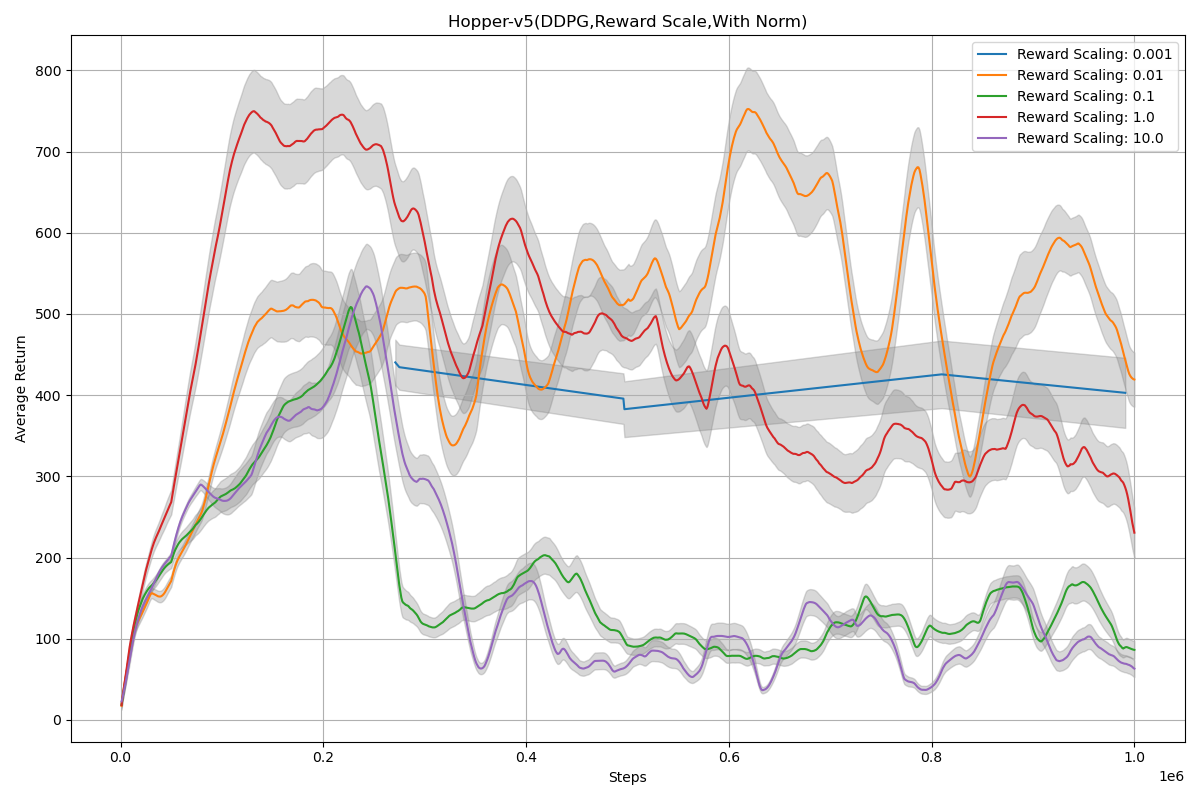 Hopper-v5(DDPG,Reward Scale,With Norm)
Reward Scaling: 0.001
Reward Scaling: 0.01
Reward Scaling: 0.1
Reward Scaling: 1.0
Reward Scaling: 10.0
Average Return
800
700
600
500
400
300
200
100
0
0.0 0.2 0.4 0.6 0.8 1.0
1e6
Steps